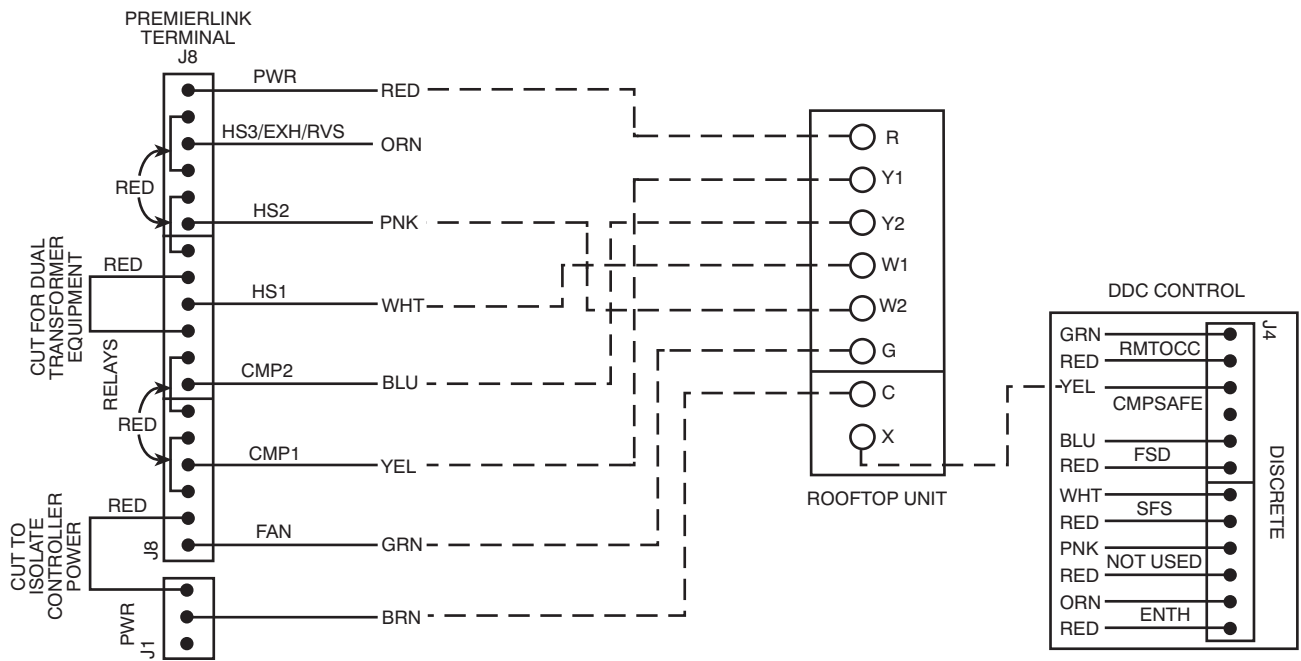 PREMIERLINK
TERMINAL
J8
PWR
RED
HS3/EXH/RVS
ORN
RED
HS2
PNK
CUT FOR DUAL
TRANSFORMER
EQUIPMENT
RED
HS1
WHT
RELAYS
CMP2
BLU
RED
CMP1
YEL
CUT TO
ISOLATE
CONTROLLER
POWER
RED
J8
FAN
GRN
PWR
J1
BRN
R
Y1
Y2
W1
W2
G
C
X
ROOFTOP UNIT
DDC CONTROL
J4
GRN
RMTOCC
RED
YEL
CMPSAFE
BLU
FSD
RED
DISCRETE
WHT
SFS
RED
PNK
NOT USED
RED
ORN
ENTH
RED